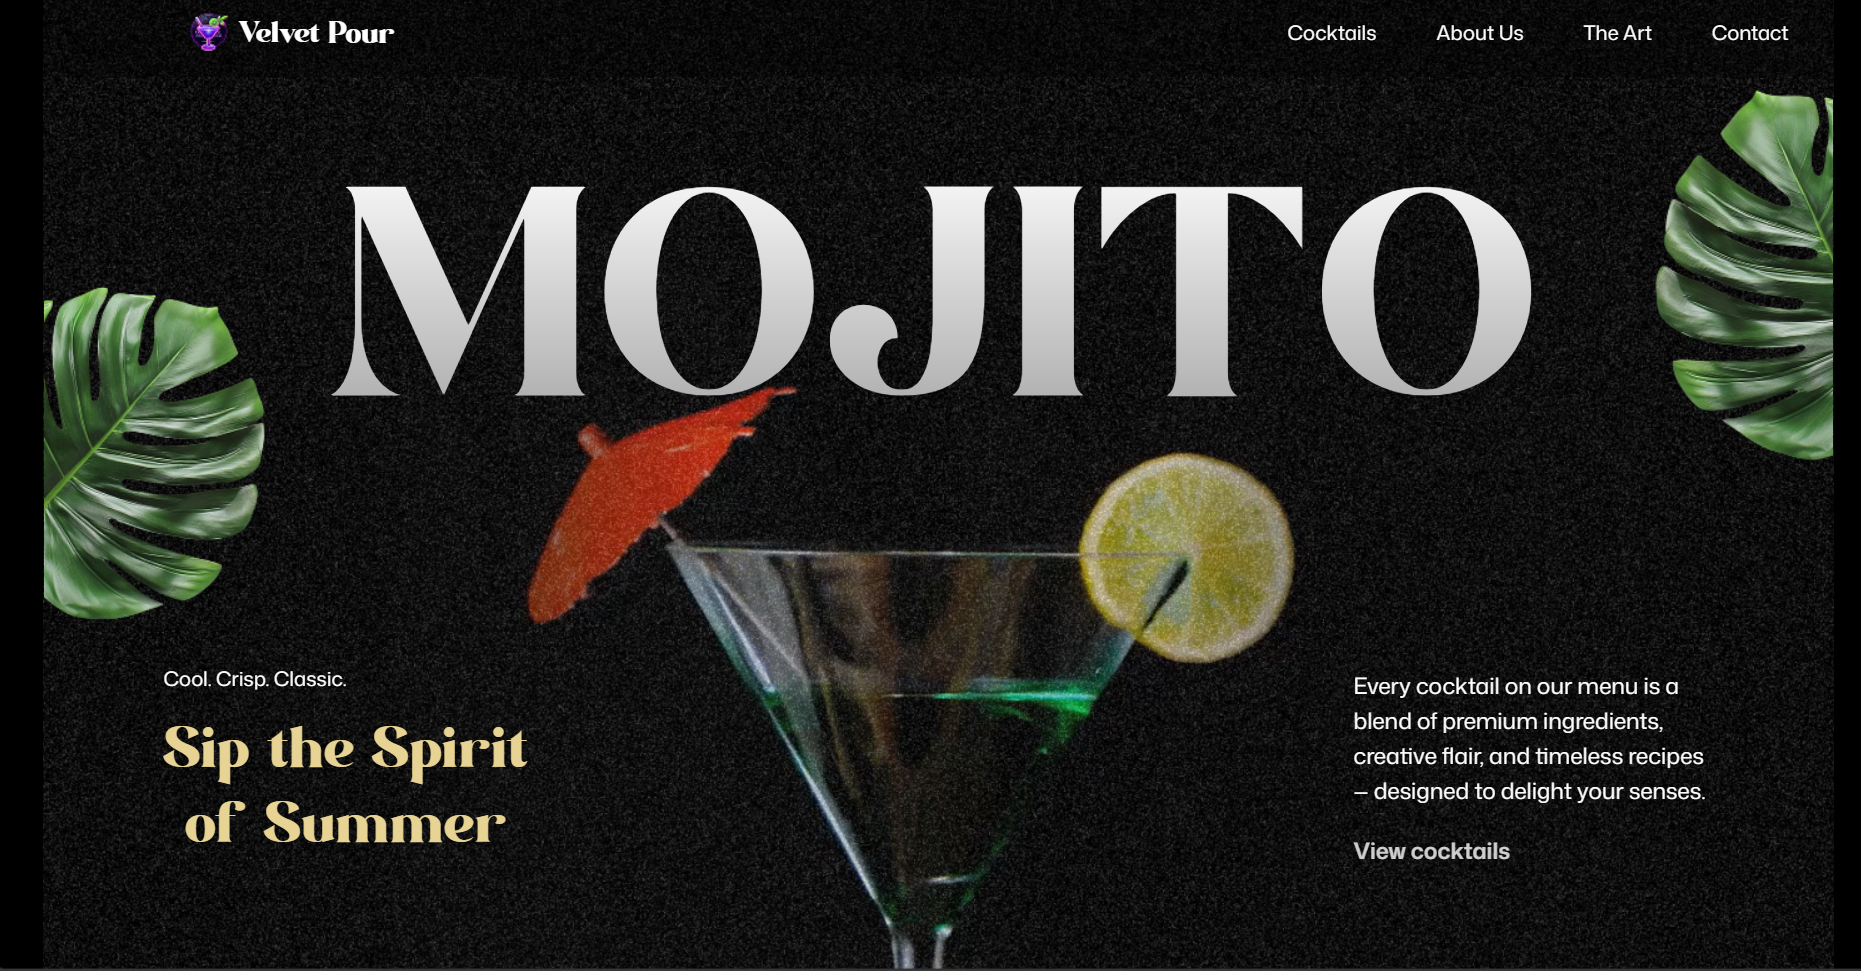 Velvet Pour
Cocktails
About Us
The Art
Contact
MOJITO
Cool. Crisp. Classic.
Sip the Spirit
of Summer
Every cocktail on our menu is a
blend of premium ingredients,
creative flair, and timeless recipes
– designed to delight your senses.
View cocktails